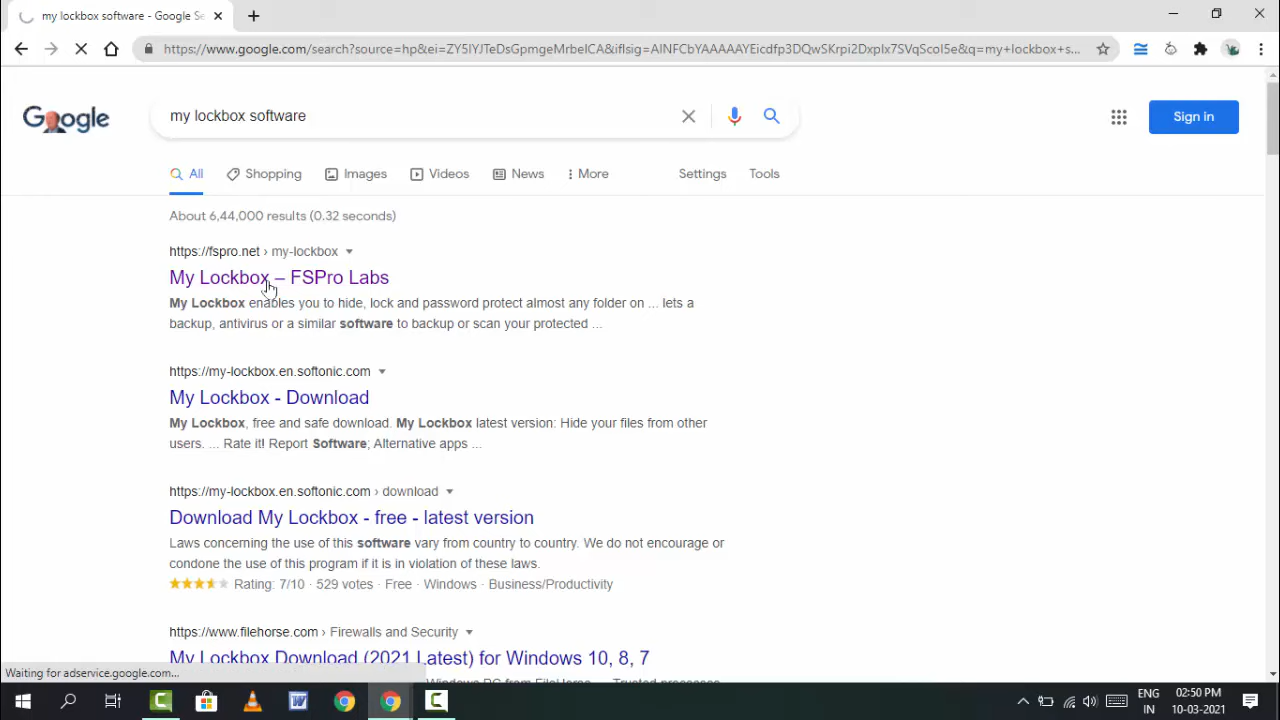 my lockbox software - Google Se
https://www.google.com/search?source=hp&ei=ZY5IYJTeDsGpmgeMrbelCA&iflsig=AINFCbYAAAAAYEicdfp3DQwSKrpi2Dxplx7SVqScol5e&q=my+lockbox+s...
Google
my lockbox software
Sign in
All
Shopping
Images
Videos
News
More
Settings
Tools
About 6,44,000 results (0.32 seconds)
https://fspro.net › my-lockbox
My Lockbox – FSPro Labs
My Lockbox enables you to hide, lock and password protect almost any folder on ... lets a
backup, antivirus or a similar software to backup or scan your protected ...
https://my-lockbox.en.softonic.com
My Lockbox - Download
My Lockbox, free and safe download. My Lockbox latest version: Hide your files from other
users. ... Rate it! Report Software; Alternative apps ...
https://my-lockbox.en.softonic.com › download
Download My Lockbox - free - latest version
Laws concerning the use of this software vary from country to country. We do not encourage or
condone the use of this program if it is in violation of these laws.
Rating: 7/10 · 529 votes · Free · Windows · Business/Productivity
https://www.filehorse.com › Firewalls and Security
My Lockbox Download (2021 Latest) for Windows 10, 8, 7
Windows PC from FileHorse
Trusted processes
Waiting for adservice.google.com...
ENG
IN
02:50 PM
10-03-2021